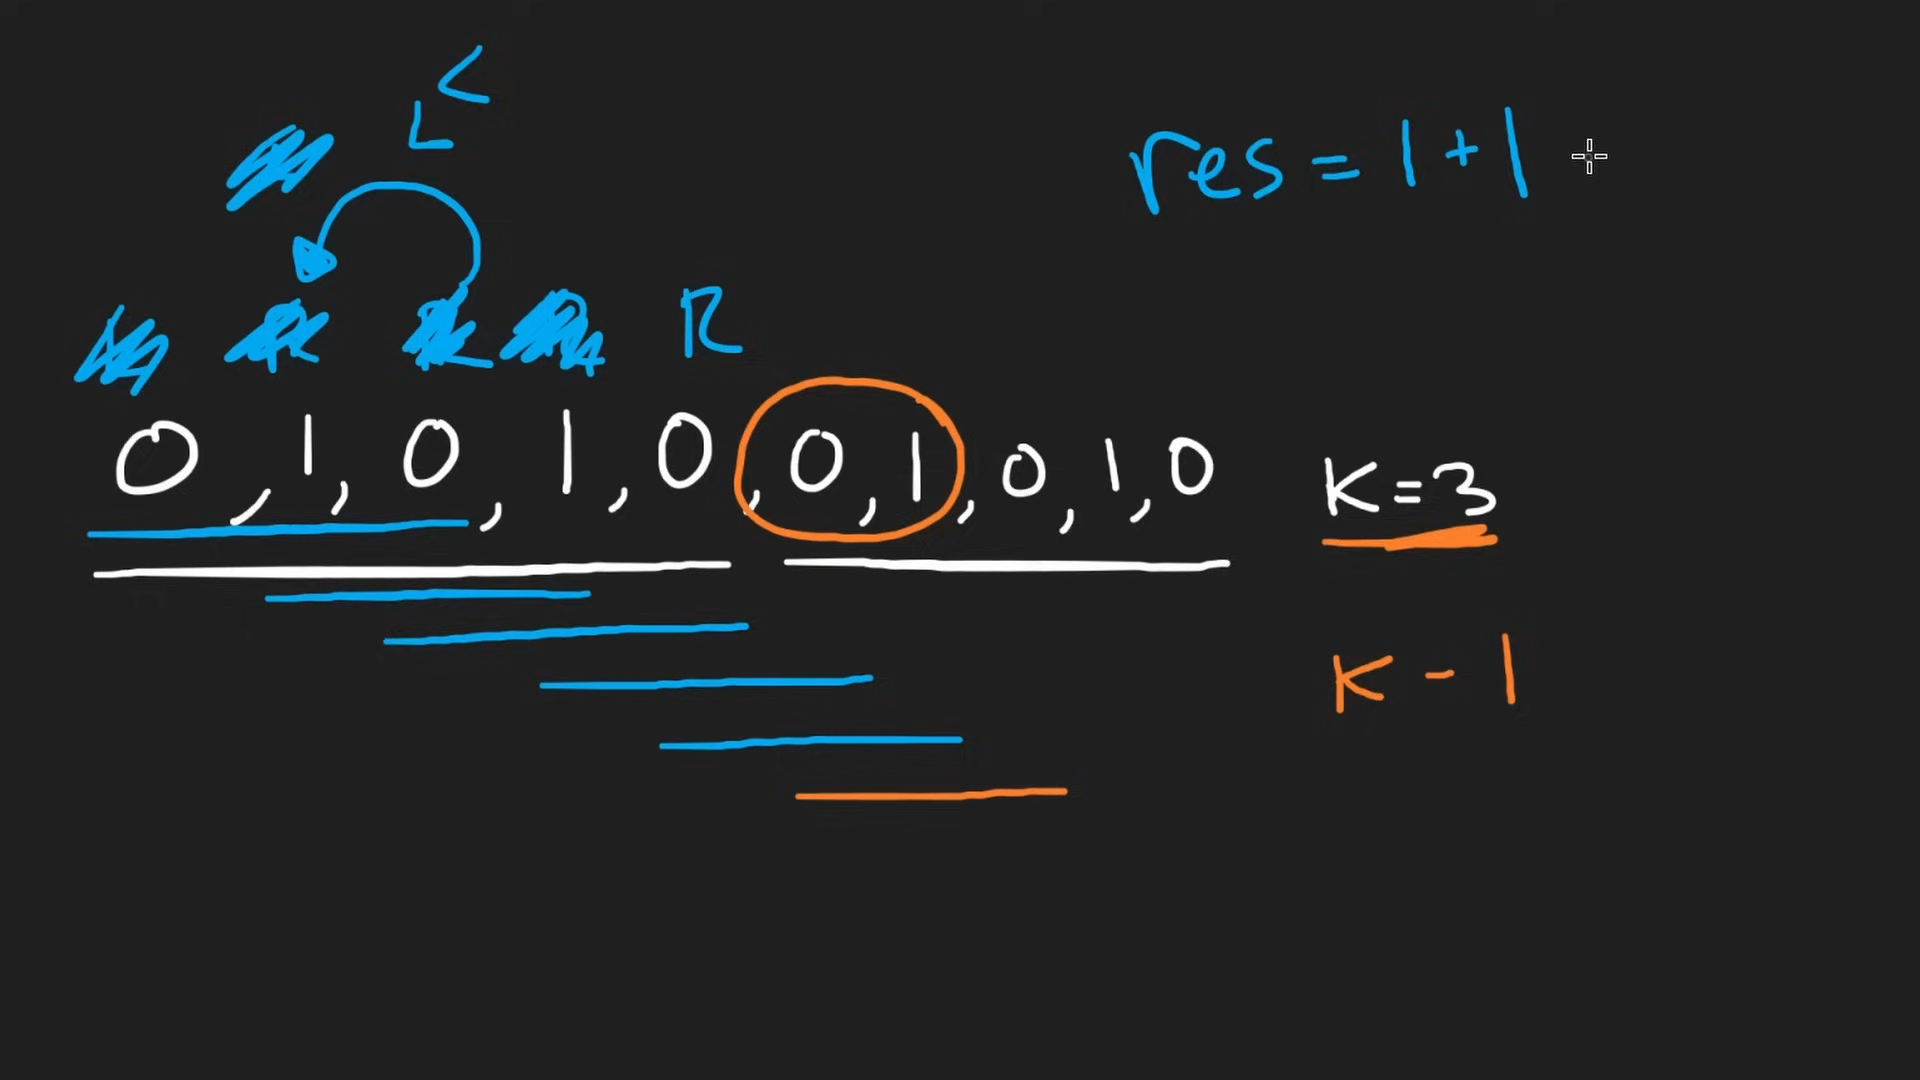 L
res = 1 + 1
R
0, 1, 0, 1, 0, 0, 1, 0, 1, 0 K=3
K - 1